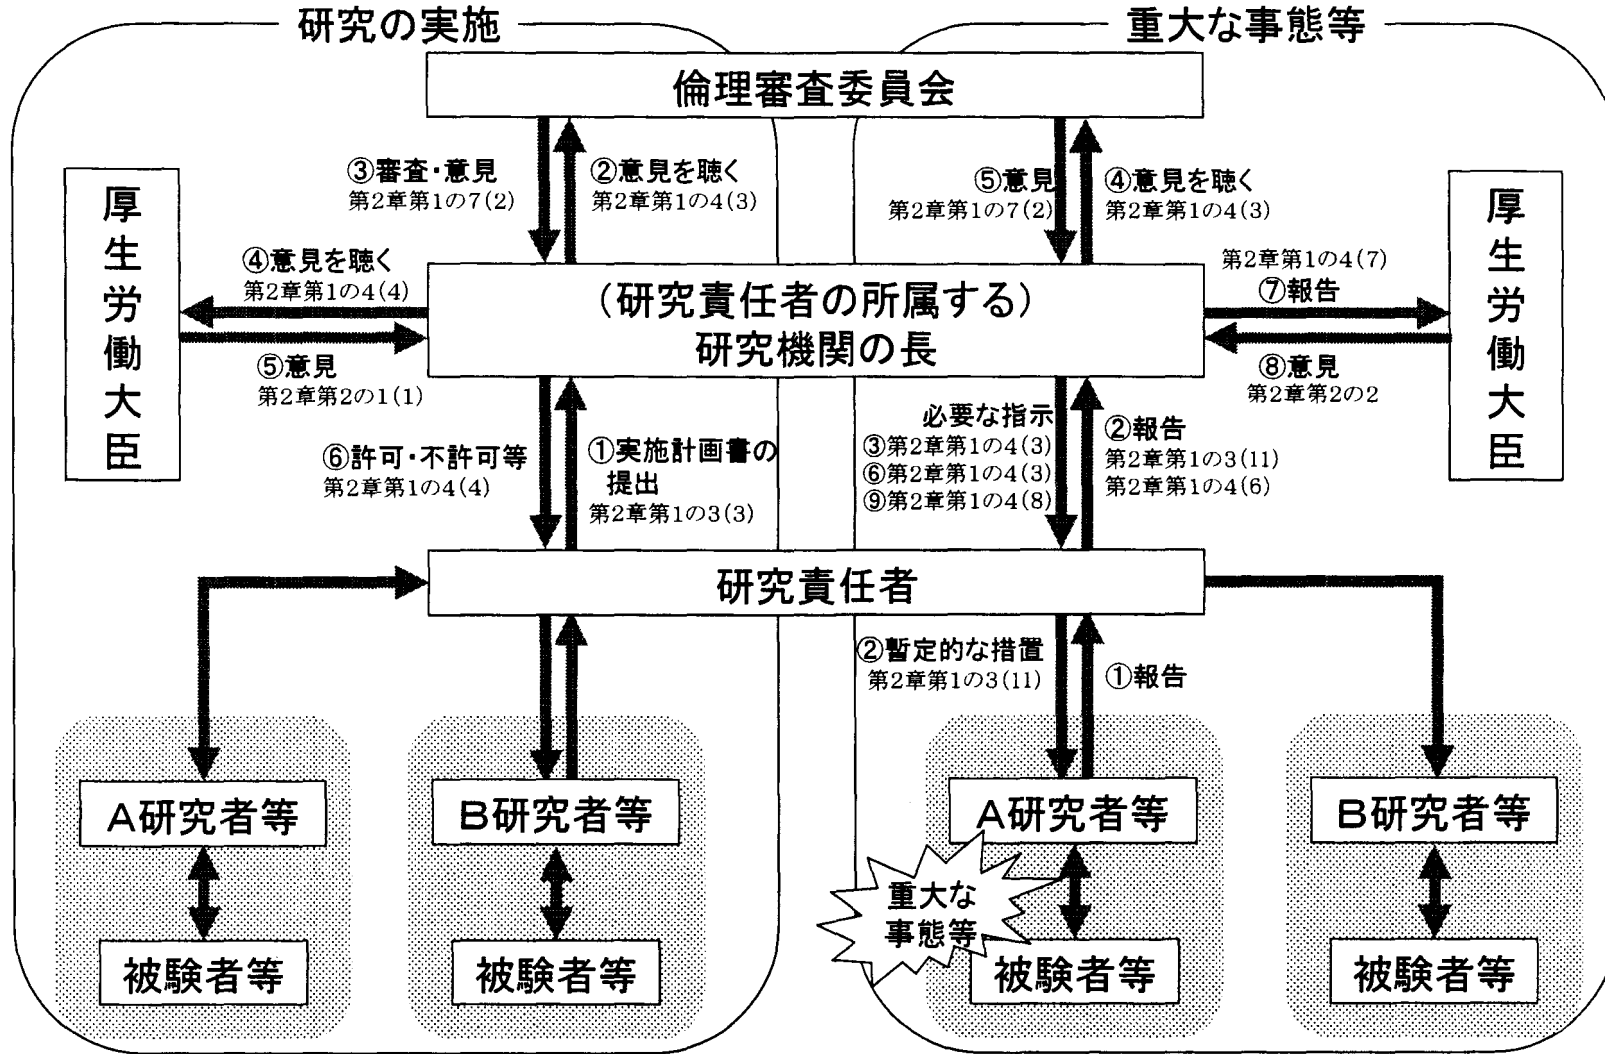 研究の実施
重大な事態等
倫理審査委員会
③審査・意見
第2章第1の7(2)
②意見を聴く
第2章第1の4(3)
⑤意見
第2章第1の7(2)
④意見を聴く
第2章第1の4(3)
厚生労働大臣
④意見を聴く
第2章第1の4(4)
⑤意見
第2章第2の1(1)
(研究責任者の所属する)
研究機関の長
第2章第1の4(7)
⑦報告
⑧意見
第2章第2の2
厚生労働大臣
⑥許可・不許可等
第2章第1の4(4)
①実施計画書の
提出
第2章第1の3(3)
必要な指示
③第2章第1の4(3)
⑥第2章第1の4(3)
⑨第2章第1の4(8)
②報告
第2章第1の3(11)
第2章第1の4(6)
研究責任者
②暫定的な措置
第2章第1の3(11)
①報告
A研究者等
B研究者等
A研究者等
B研究者等
重大な
事態等
被験者等
被験者等
被験者等
被験者等